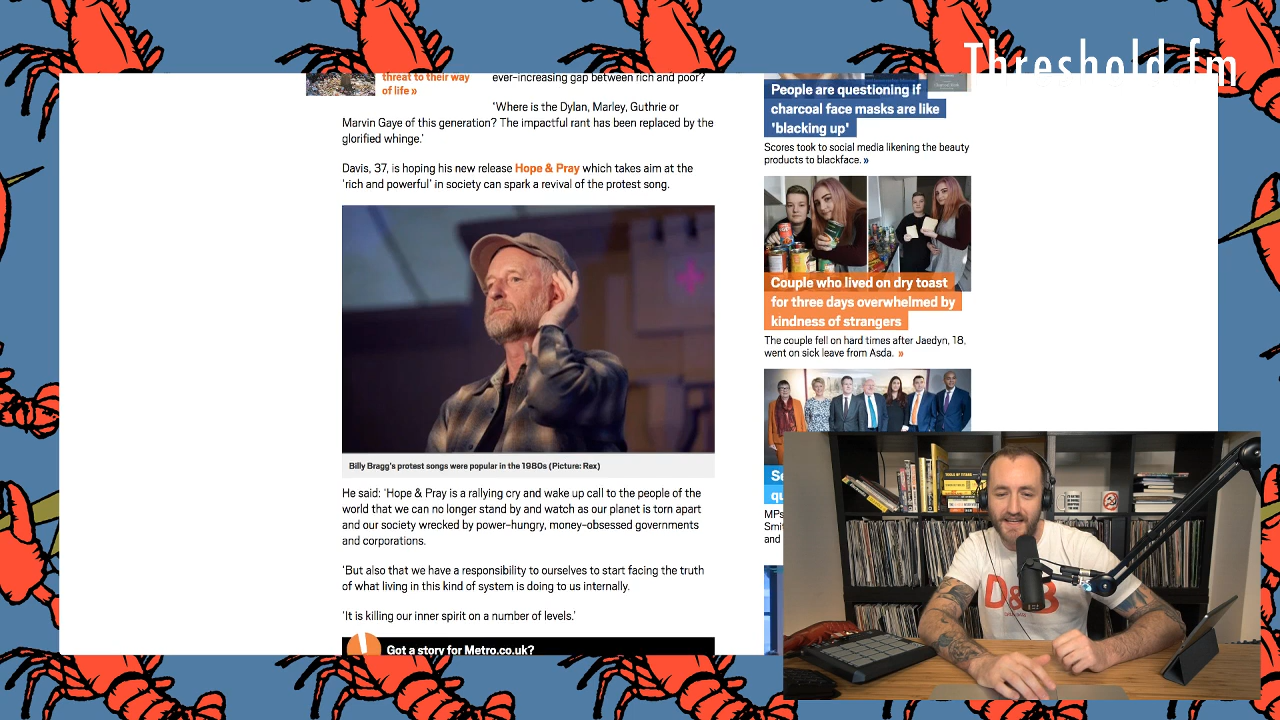 Threshold fm
threat to their way
of life »
ever-increasing gap between rich and poor?
'Where is the Dylan, Marley, Guthrie or
Marvin Gaye of this generation? The impactful rant has been replaced by the
glorified whinge.'
Davis, 37, is hoping his new release Hope & Pray which takes aim at the
'rich and powerful' in society can spark a revival of the protest song.
Billy Bragg's protest songs were popular in the 1980s (Picture: Rex)
He said: 'Hope & Pray is a rallying cry and wake up call to the people of the
world that we can no longer stand by and watch as our planet is torn apart
and our society wrecked by power-hungry, money-obsessed governments
and corporations.
'But also that we have a responsibility to ourselves to start facing the truth
of what living in this kind of system is doing to us internally.
'It is killing our inner spirit on a number of levels.'
Got a story for Metro.co.uk?
People are questioning if
charcoal face masks are like
'blacking up'
Scores took to social media likening the beauty
products to blackface. »
Couple who lived on dry toast
for three days overwhelmed by
kindness of strangers
The couple fell on hard times after Jaedyn, 18,
went on sick leave from Asda. »
Se
qu
MPs
Smit
and
D&B